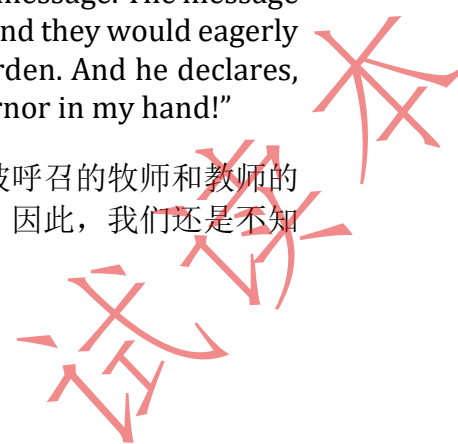 message. The message
nd they would eagerly
rden. And he declares,
rnor in my hand!”
被呼召的牧师和教师的
因此，我们还是不知
试读本